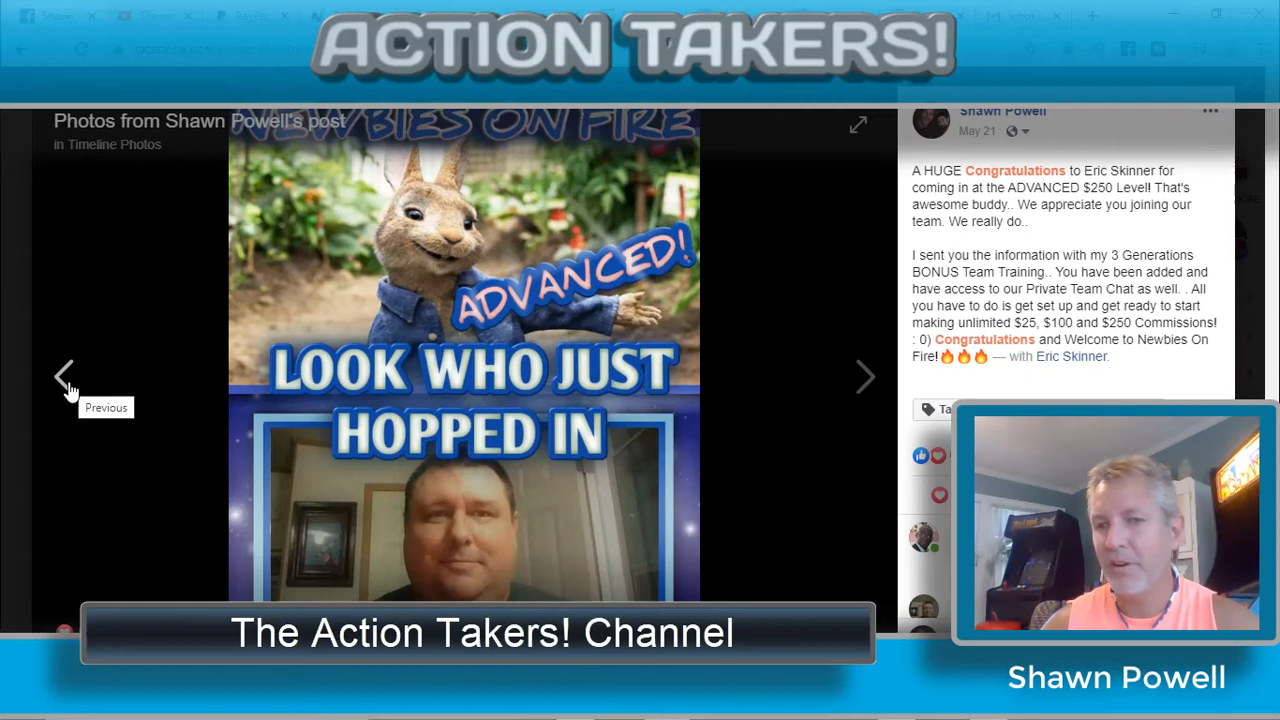 ACTION TAKERS!
Photos from Shawn Powell's post
in Timeline Photos
NEWBIES ON FIRE
ADVANCED!
LOOK WHO JUST
HOPPED IN
Previous
Shawn Powell
May 21
A HUGE Congratulations to Eric Skinner for
coming in at the ADVANCED $250 Level! That's
awesome buddy.. We appreciate you joining our
team. We really do..
I sent you the information with my 3 Generations
BONUS Team Training.. You have been added and
have access to our Private Team Chat as well. . All
you have to do is get set up and get ready to start
making unlimited $25, $100 and $250 Commissions!
: 0) Congratulations and Welcome to Newbies On
Fire!🔥🔥🔥 — with Eric Skinner.
The Action Takers! Channel
Shawn Powell